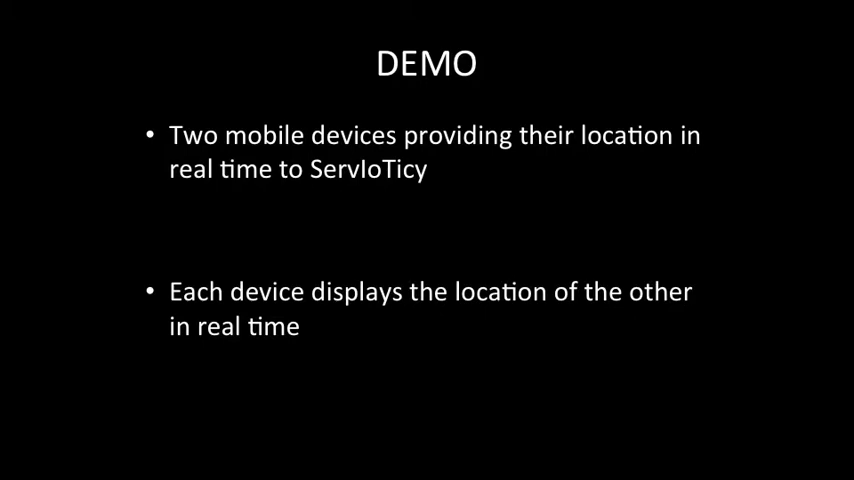 DEMO
• Two mobile devices providing their location in
real time to ServIoTicy
• Each device displays the location of the other
in real time